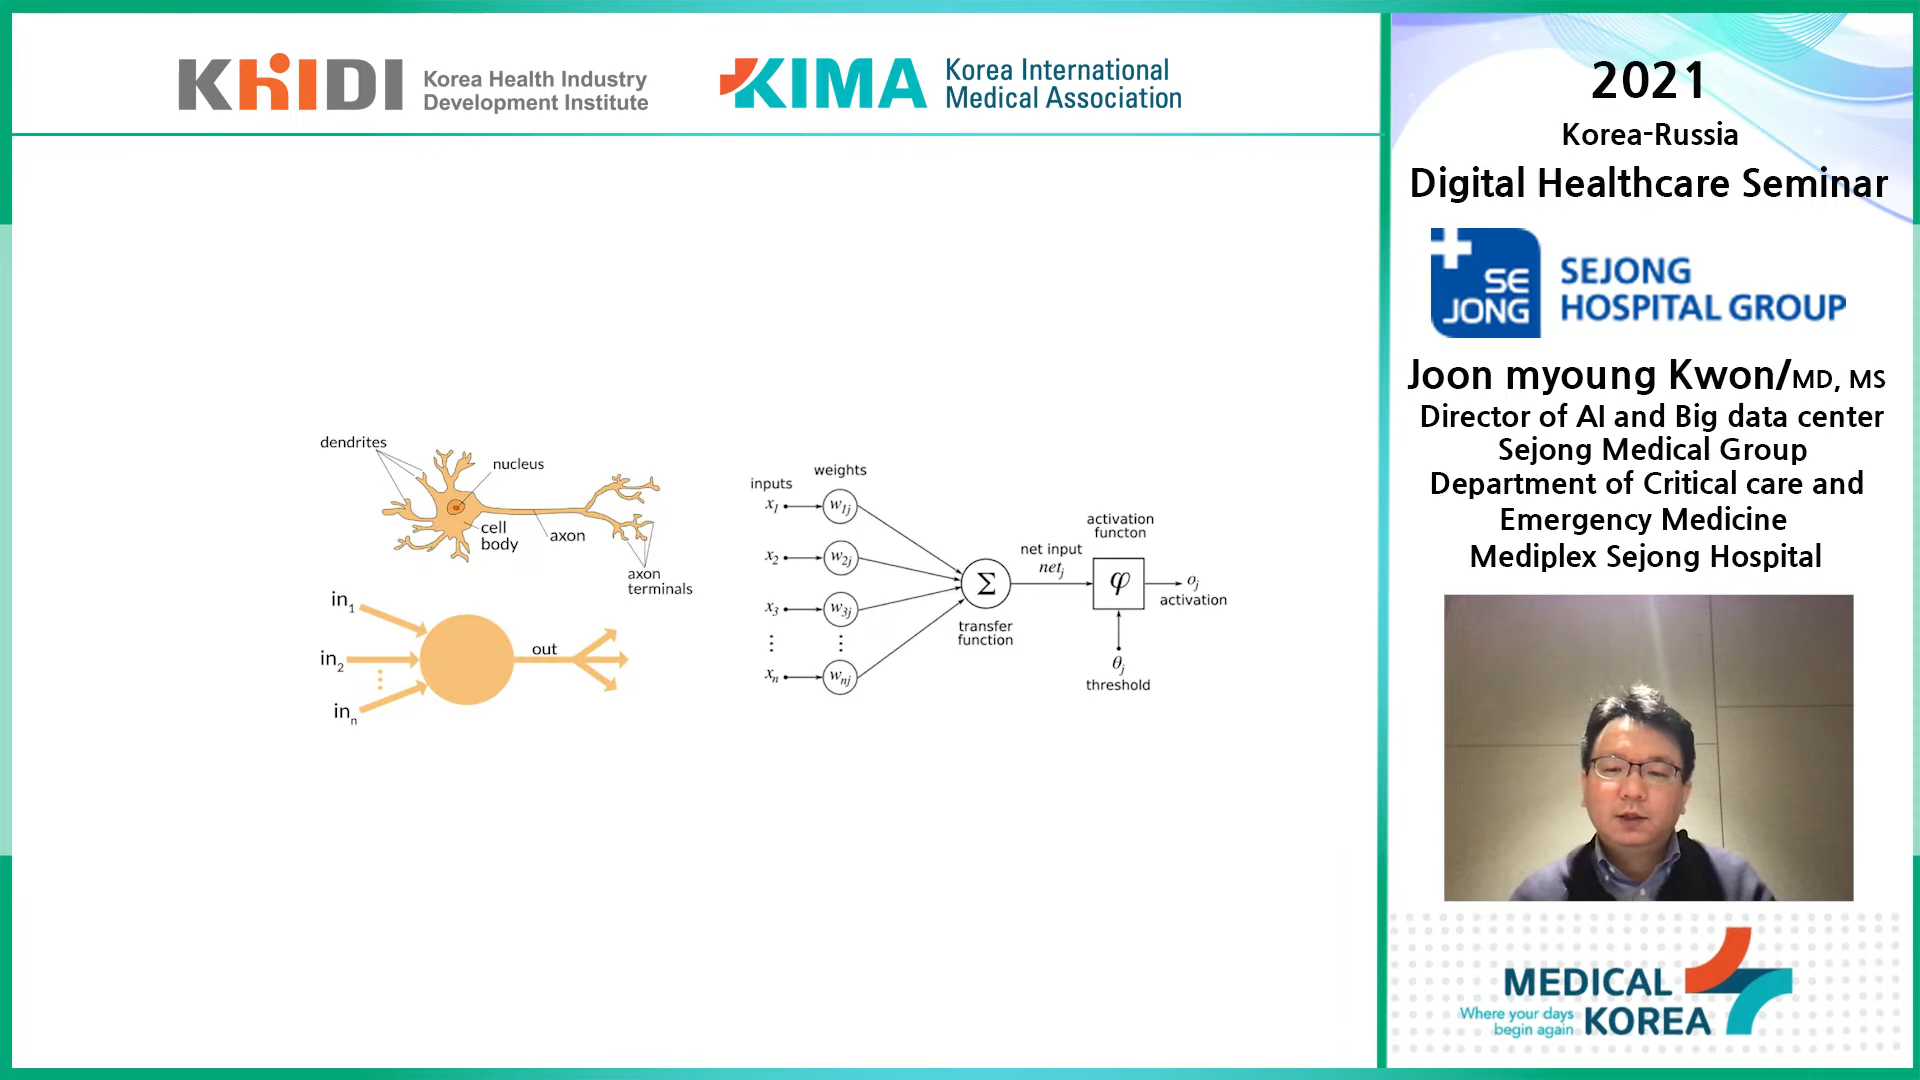 KHIDI Korea Health Industry
Development Institute
KIMA Korea International
Medical Association
dendrites
nucleus
cell
body
axon
axon
terminals
in1
in2
inn
out
weights
inputs
x1 w1j
x2 w2j
x3 w3j
xn wnj
Σ
transfer
function
net input
netj
activation
functon
φ
oj
activation
θj
threshold
2021
Korea-Russia
Digital Healthcare Seminar
SE
JONG
SEJONG
HOSPITAL GROUP
Joon myoung Kwon/MD, MS
Director of AI and Big data center
Sejong Medical Group
Department of Critical care and
Emergency Medicine
Mediplex Sejong Hospital
MEDICAL
KOREA
Where your days
begin again